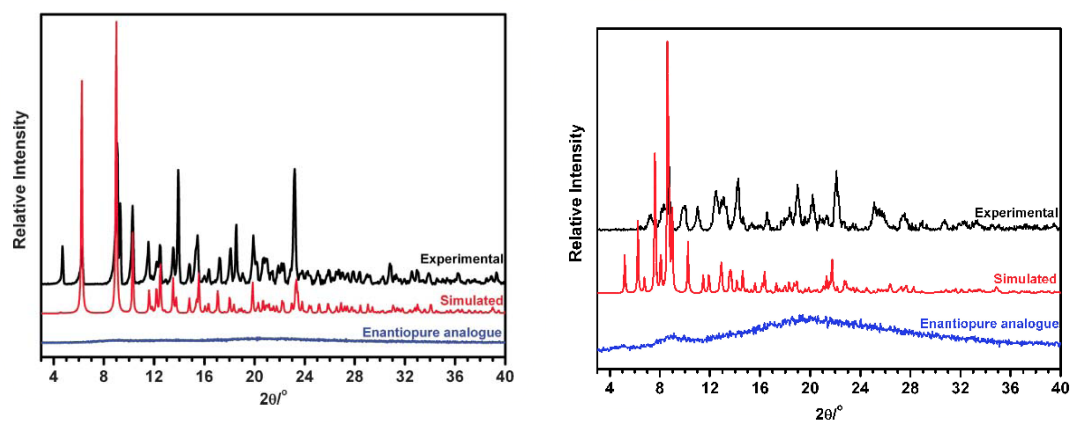 Relative Intensity
Experimental
Simulated
Enantiopure analogue
4 8 12 16 20 24 28 32 36 40
2θ/°
Relative Intensity
Experimental
Simulated
Enantiopure analogue
4 8 12 16 20 24 28 32 36 40
2θ/°